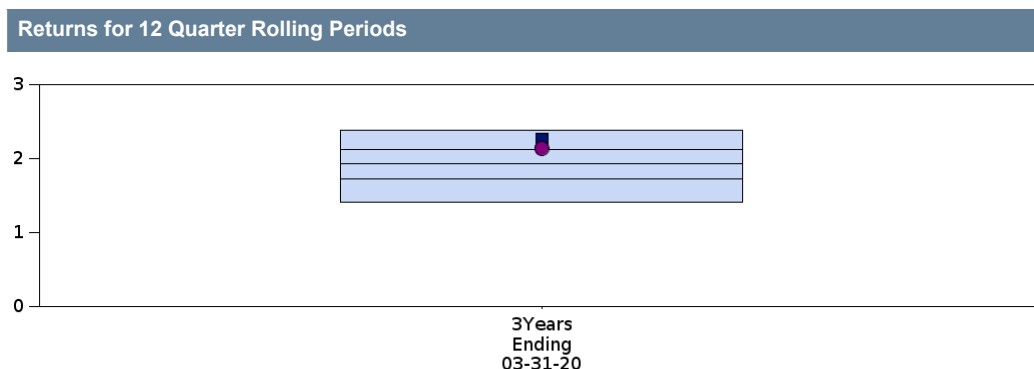 Returns for 12 Quarter Rolling Periods
3
2
1
0
3Years
Ending
03-31-20